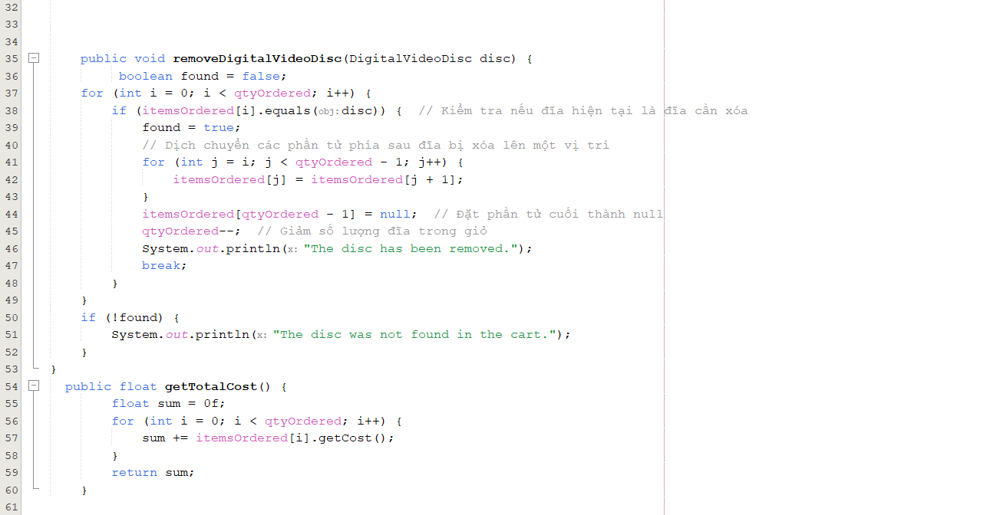 32
33
34
35 public void removeDigitalVideoDisc(DigitalVideoDisc disc) {
36 boolean found = false;
37 for (int i = 0; i < qtyOrdered; i++) {
38 if (itemsOrdered[i].equals(obj: disc)) { // Kiểm tra nếu đĩa hiện tại là đĩa cần xóa
39 found = true;
40 // Dịch chuyển các phần tử phía sau đĩa bị xóa lên một vị trí
41 for (int j = i; j < qtyOrdered - 1; j++) {
42 itemsOrdered[j] = itemsOrdered[j + 1];
43 }
44 itemsOrdered[qtyOrdered - 1] = null; // Đặt phần tử cuối thành null
45 qtyOrdered--; // Giảm số lượng đĩa trong giỏ
46 System.out.println(x: "The disc has been removed.");
47 break;
48 }
49 }
50 if (!found) {
51 System.out.println(x: "The disc was not found in the cart.");
52 }
53 }
54 public float getTotalCost() {
55 float sum = 0f;
56 for (int i = 0; i < qtyOrdered; i++) {
57 sum += itemsOrdered[i].getCost();
58 }
59 return sum;
60 }
61